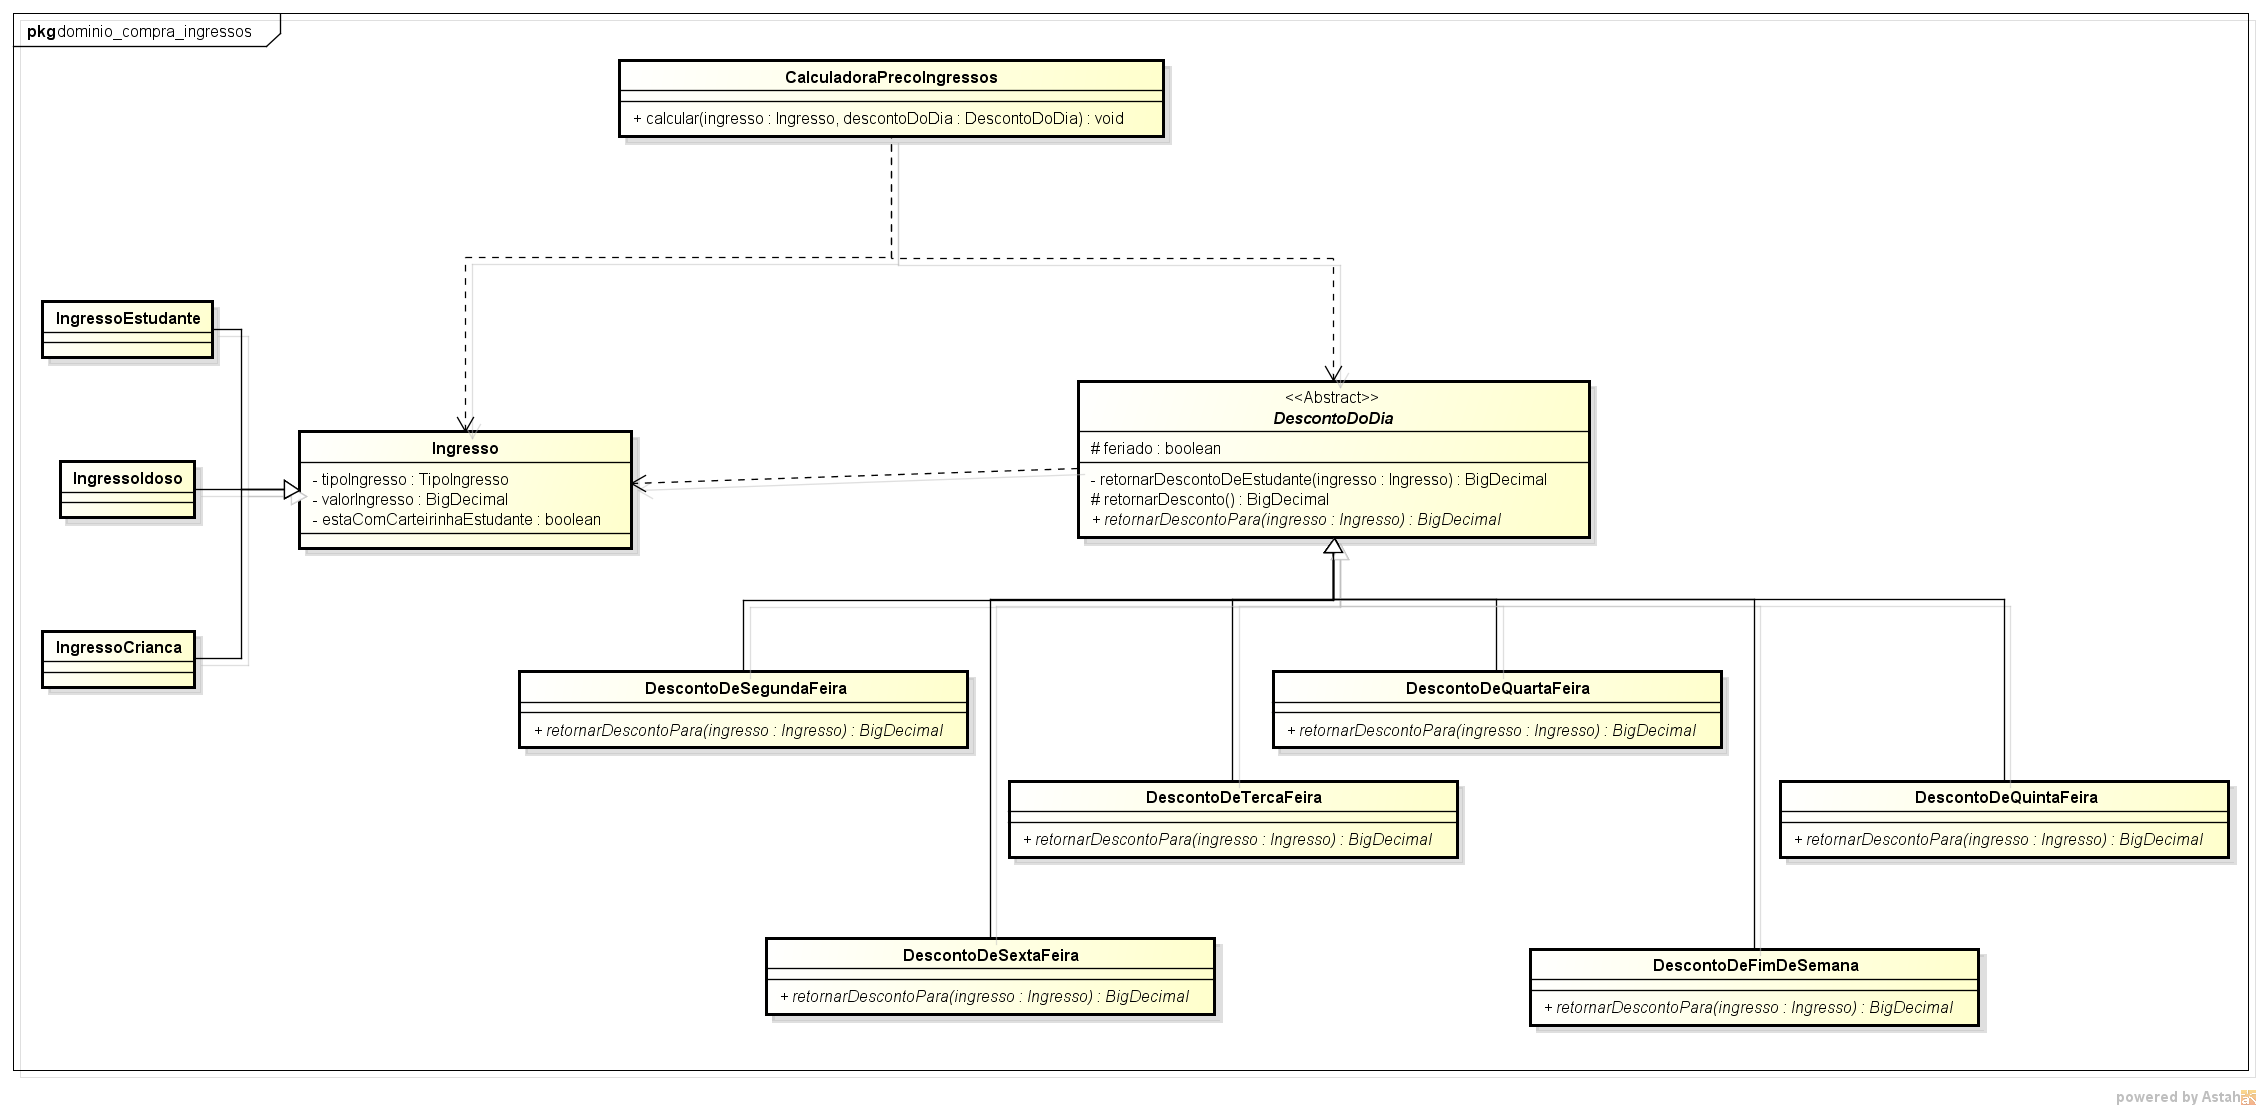 pkg dominio_compra_ingressos
CalculadoraPrecoIngressos
+ calcular(ingresso : Ingresso, descontoDoDia : DescontoDoDia) : void
IngressoEstudante
IngressoIdoso
IngressoCrianca
Ingresso
- tipoIngresso : TipoIngresso
- valorIngresso : BigDecimal
- estaComCarteirinhaEstudante : boolean
<<Abstract>>
DescontoDoDia
# feriado : boolean
- retornarDescontoDeEstudante(ingresso : Ingresso) : BigDecimal
# retornarDesconto() : BigDecimal
+ retornarDescontoPara(ingresso : Ingresso) : BigDecimal
DescontoDeSegundaFeira
+ retornarDescontoPara(ingresso : Ingresso) : BigDecimal
DescontoDeQuartaFeira
+ retornarDescontoPara(ingresso : Ingresso) : BigDecimal
DescontoDeTercaFeira
+ retornarDescontoPara(ingresso : Ingresso) : BigDecimal
DescontoDeQuintaFeira
+ retornarDescontoPara(ingresso : Ingresso) : BigDecimal
DescontoDeSextaFeira
+ retornarDescontoPara(ingresso : Ingresso) : BigDecimal
DescontoDeFimDeSemana
+ retornarDescontoPara(ingresso : Ingresso) : BigDecimal
powered by Astah